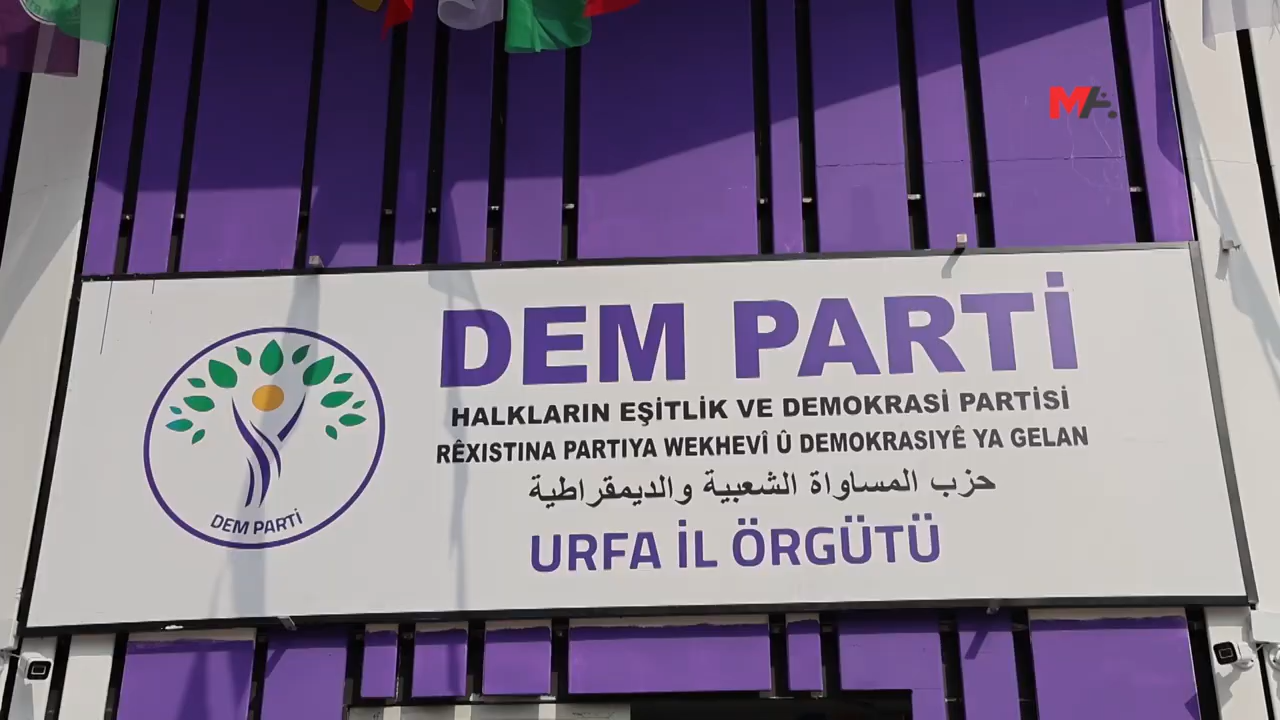 MA
DEM PARTİ
HALKLARIN EŞİTLİK VE DEMOKRASİ PARTİSİ
RÊXISTINA PARTIYA WEKHEVÎ Û DEMOKRASIYÊ YA GELAN
حزب المساواة الشعبية والديمقراطية
URFA İL ÖRGÜTÜ
DEM PARTİ